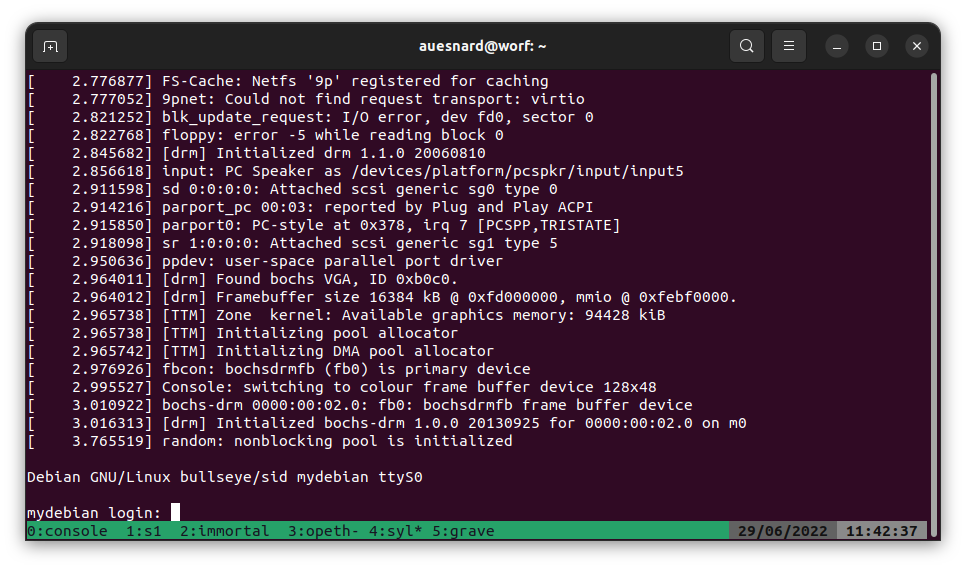 auesnard@worf: ~
[    2.776877] FS-Cache: Netfs '9p' registered for caching
[    2.777052] 9pnet: Could not find request transport: virtio
[    2.821252] blk_update_request: I/O error, dev fd0, sector 0
[    2.822768] floppy: error -5 while reading block 0
[    2.845682] [drm] Initialized drm 1.1.0 20060810
[    2.856618] input: PC Speaker as /devices/platform/pcspkr/input/input5
[    2.911598] sd 0:0:0:0: Attached scsi generic sg0 type 0
[    2.914216] parport_pc 00:03: reported by Plug and Play ACPI
[    2.915850] parport0: PC-style at 0x378, irq 7 [PCSPP,TRISTATE]
[    2.918098] sr 1:0:0:0: Attached scsi generic sg1 type 5
[    2.950636] ppdev: user-space parallel port driver
[    2.964011] [drm] Found bochs VGA, ID 0xb0c0.
[    2.964012] [drm] Framebuffer size 16384 kB @ 0xfd000000, mmio @ 0xfebf0000.
[    2.965738] [TTM] Zone  kernel: Available graphics memory: 94428 kiB
[    2.965738] [TTM] Initializing pool allocator
[    2.965742] [TTM] Initializing DMA pool allocator
[    2.976926] fbcon: bochsdrmfb (fb0) is primary device
[    2.995527] Console: switching to colour frame buffer device 128x48
[    3.010922] bochs-drm 0000:00:02.0: fb0: bochsdrmfb frame buffer device
[    3.016313] [drm] Initialized bochs-drm 1.0.0 20130925 for 0000:00:02.0 on m0
[    3.765519] random: nonblocking pool is initialized
Debian GNU/Linux bullseye/sid mydebian ttyS0
mydebian login:
0:console  1:s1  2:immortal  3:opeth- 4:syl* 5:grave 29/06/2022 11:42:37